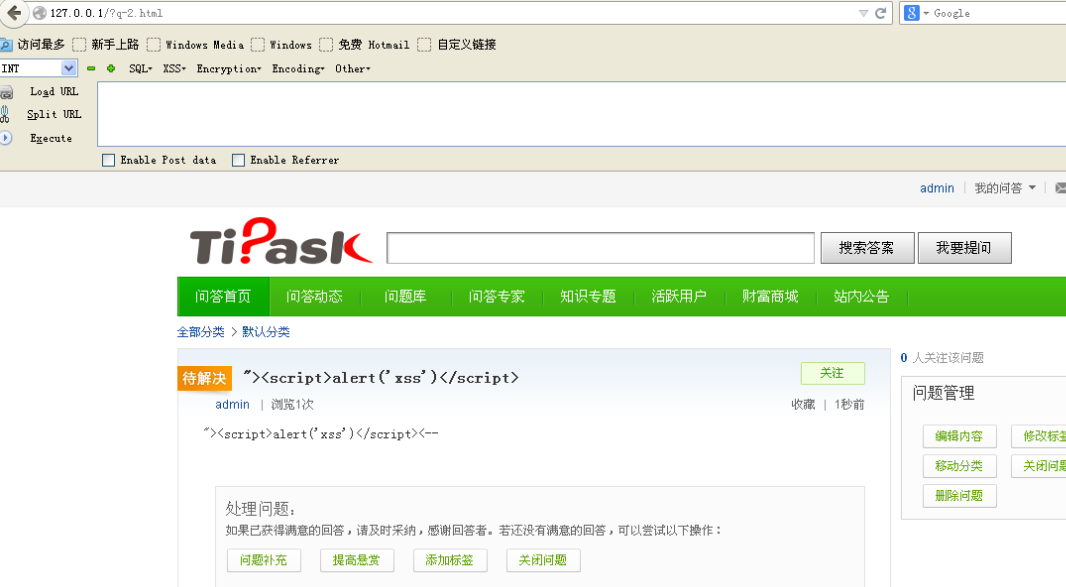 127.0.0.1/?q-2.html
Google
访问最多 新手上路 Windows Media Windows 免费 Hotmail 自定义链接
INT SQL XSS Encryption Encoding Other
Load URL
Split URL
Execute
Enable Post data Enable Referrer
admin 我的问答
TiPask 搜索答案 我要提问
问答首页 问答动态 问题库 问答专家 知识专题 活跃用户 财富商城 站内公告
全部分类 > 默认分类
0 人关注该问题
待解决 "><script>alert('xss')</script> 关注
问题管理
admin | 浏览1次 收藏 | 1秒前
"><script>alert('xss')</script><--
编辑内容 修改标签
移动分类 关闭问题
删除问题
处理问题:
如果已获得满意的回答，请及时采纳，感谢回答者。若还没有满意的回答，可以尝试以下操作：
问题补充 提高悬赏 添加标签 关闭问题